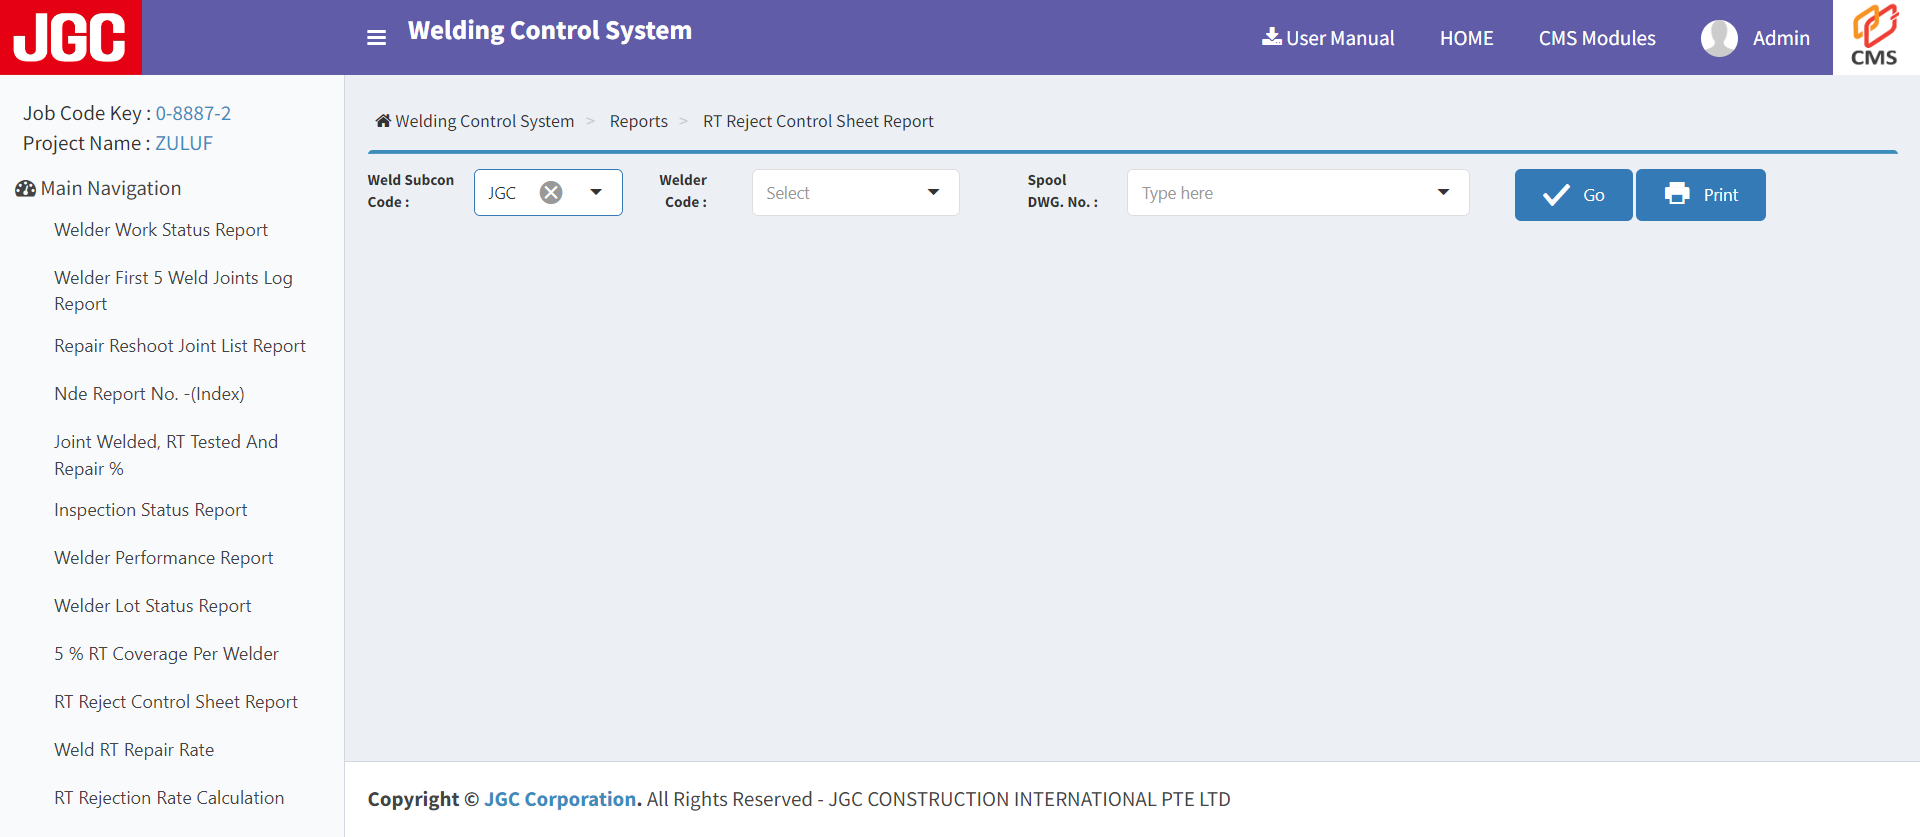 JGC
Welding Control System
User Manual
HOME
CMS Modules
Admin
CMS
Job Code Key : 0-8887-2
Project Name : ZULUF
Main Navigation
Welder Work Status Report
Welder First 5 Weld Joints Log
Report
Repair Reshoot Joint List Report
Nde Report No. -(Index)
Joint Welded, RT Tested And
Repair %
Inspection Status Report
Welder Performance Report
Welder Lot Status Report
5 % RT Coverage Per Welder
RT Reject Control Sheet Report
Weld RT Repair Rate
RT Rejection Rate Calculation
Welding Control System > Reports > RT Reject Control Sheet Report
Weld Subcon
Code :
JGC
Welder
Code :
Select
Spool
DWG. No. :
Type here
Go
Print
Copyright © JGC Corporation. All Rights Reserved - JGC CONSTRUCTION INTERNATIONAL PTE LTD